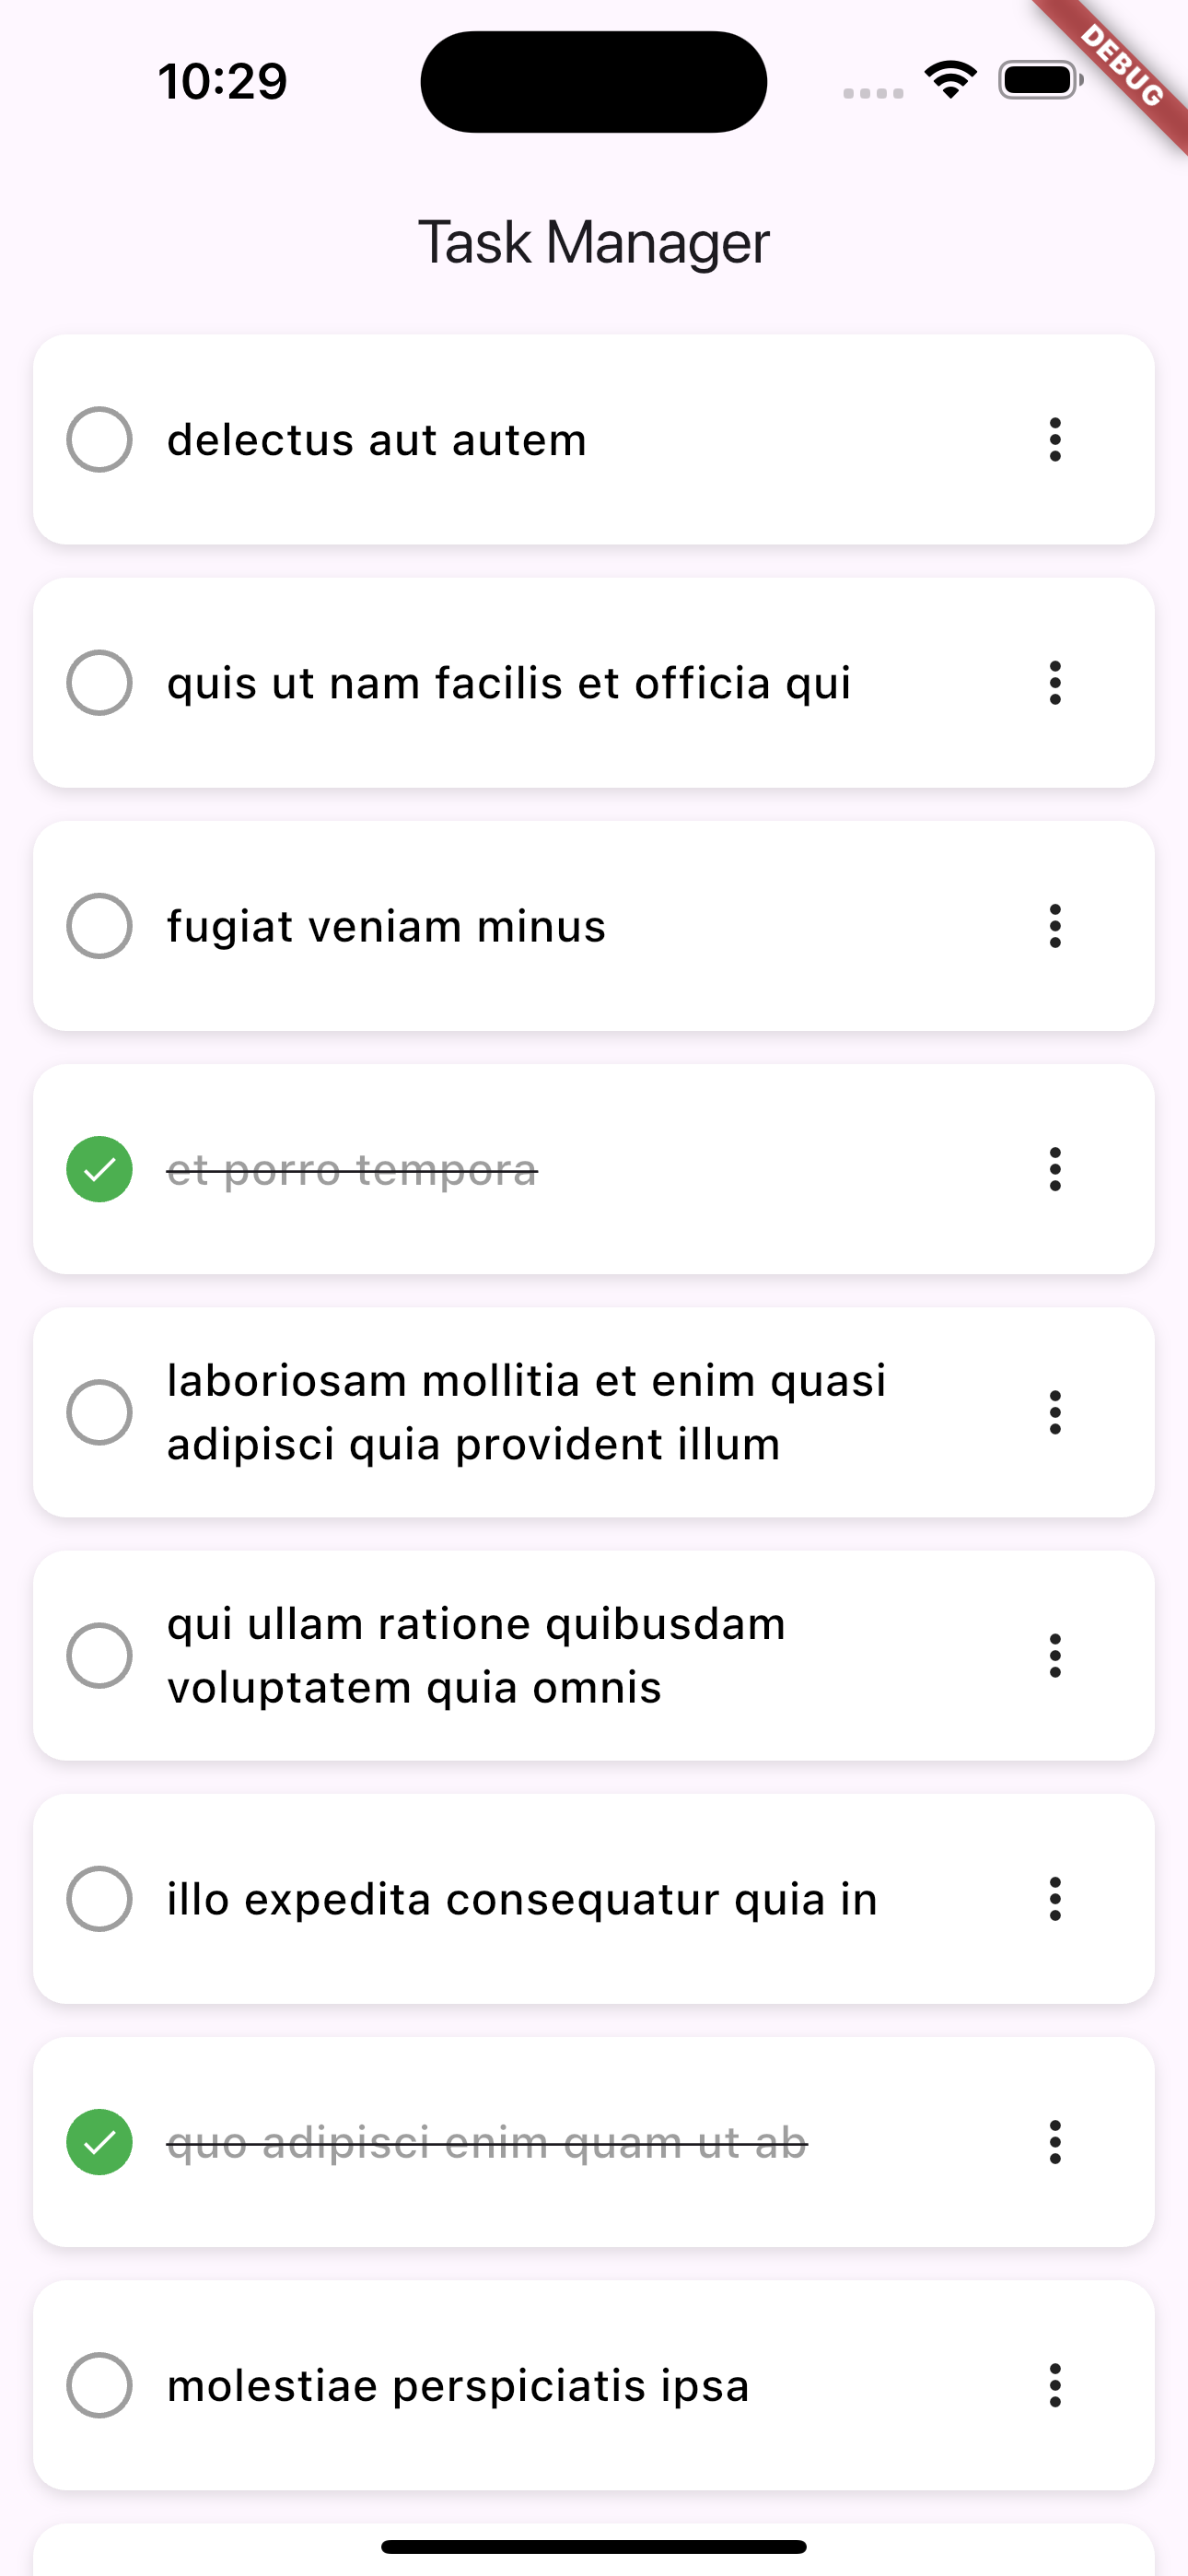 10:29
DEBUG
Task Manager
delectus aut autem
quis ut nam facilis et officia qui
fugiat veniam minus
et porro tempora
laboriosam mollitia et enim quasi
adipisci quia provident illum
qui ullam ratione quibusdam
voluptatem quia omnis
illo expedita consequatur quia in
quo adipisci enim quam ut ab
molestiae perspiciatis ipsa